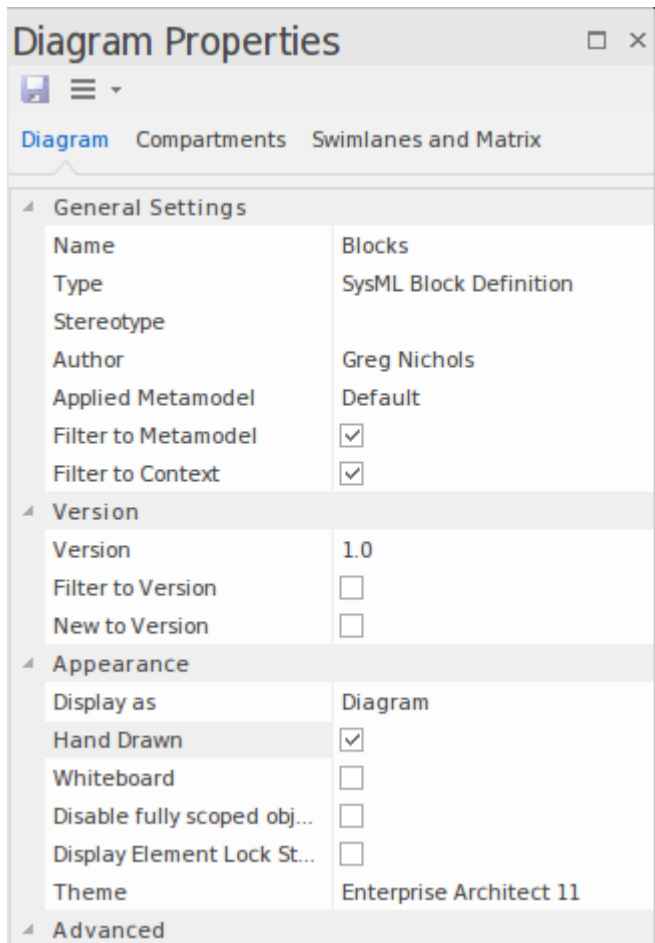 Diagram Properties
Diagram Compartments Swimlanes and Matrix
General Settings
Name Blocks
Type SysML Block Definition
Stereotype
Author Greg Nichols
Applied Metamodel Default
Filter to Metamodel
Filter to Context
Version
Version 1.0
Filter to Version
New to Version
Appearance
Display as Diagram
Hand Drawn
Whiteboard
Disable fully scoped obj...
Display Element Lock St...
Theme Enterprise Architect 11
Advanced